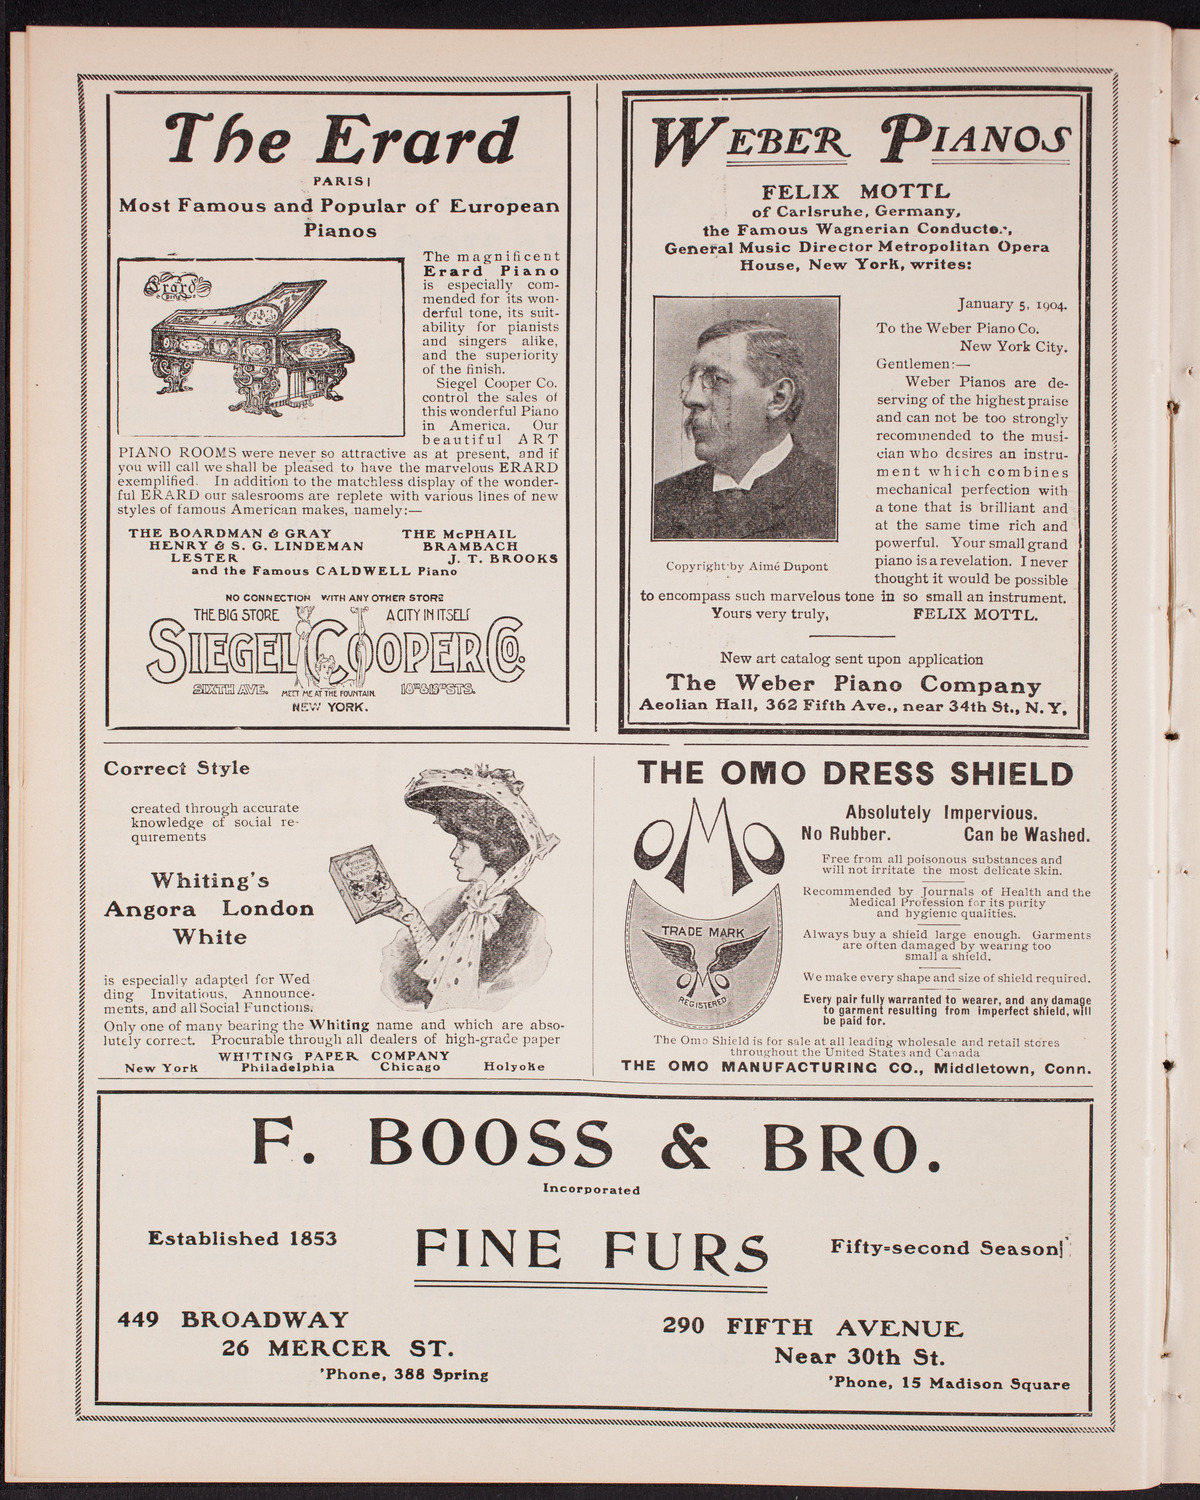 The Erard
PARIS
Most Famous and Popular of European
Pianos
Erard
Paris
The magnificent
Erard Piano
is especially com-
mended for its won-
derful tone, its suit-
ability for pianists
and singers alike,
and the superiority
of the finish.
Siegel Cooper Co.
control the sales of
this wonderful Piano
in America. Our
beautiful ART
PIANO ROOMS were never so attractive as at present, and if
you will call we shall be pleased to have the marvelous ERARD
exemplified. In addition to the matchless display of the wonder-
ful ERARD our salesrooms are replete with various lines of new
styles of famous American makes, namely:—
THE BOARDMAN & GRAY THE McPHAIL
HENRY & S. G. LINDEMAN BRAMBACH
LESTER J. T. BROOKS
and the Famous CALDWELL Piano
NO CONNECTION WITH ANY OTHER STORE
THE BIG STORE A CITY IN ITSELF
SIEGEL COOPER CO.
SIXTH AVE. MEET ME AT THE FOUNTAIN. 18TH & 19TH STS.
NEW YORK.
WEBER PIANOS
FELIX MOTTL
of Carlsruhe, Germany,
the Famous Wagnerian Conductor,
General Music Director Metropolitan Opera
House, New York, writes:
January 5, 1904.
To the Weber Piano Co.
New York City.
Gentlemen:—
Weber Pianos are de-
serving of the highest praise
and can not be too strongly
recommended to the musi-
cian who desires an instru-
ment which combines
mechanical perfection with
a tone that is brilliant and
at the same time rich and
powerful. Your small grand
piano is a revelation. I never
thought it would be possible
Copyright by Aimé Dupont
to encompass such marvelous tone in so small an instrument.
Yours very truly, FELIX MOTTL.
New art catalog sent upon application
The Weber Piano Company
Aeolian Hall, 362 Fifth Ave., near 34th St., N. Y.
Correct Style
created through accurate
knowledge of social re-
quirements
Whiting's
Angora London
White
is especially adapted for Wed
ding Invitations, Announce-
ments, and all Social Functions.
Only one of many bearing the Whiting name and which are abso-
lutely correct. Procurable through all dealers of high-grade paper
WHITING PAPER COMPANY
New York Philadelphia Chicago Holyoke
THE OMO DRESS SHIELD
OMO
TRADE MARK
OMO
REGISTERED
Absolutely Impervious.
No Rubber. Can be Washed.
Free from all poisonous substances and
will not irritate the most delicate skin.
Recommended by Journals of Health and the
Medical Profession for its purity
and hygienic qualities.
Always buy a shield large enough. Garments
are often damaged by wearing too
small a shield.
We make every shape and size of shield required.
Every pair fully warranted to wearer, and any damage
to garment resulting from imperfect shield, will
be paid for.
The Omo Shield is for sale at all leading wholesale and retail stores
throughout the United States and Canada
THE OMO MANUFACTURING CO., Middletown, Conn.
F. BOOSS & BRO.
Incorporated
Established 1853 FINE FURS Fifty-second Season
449 BROADWAY
26 MERCER ST.
'Phone, 388 Spring
290 FIFTH AVENUE
Near 30th St.
'Phone, 15 Madison Square